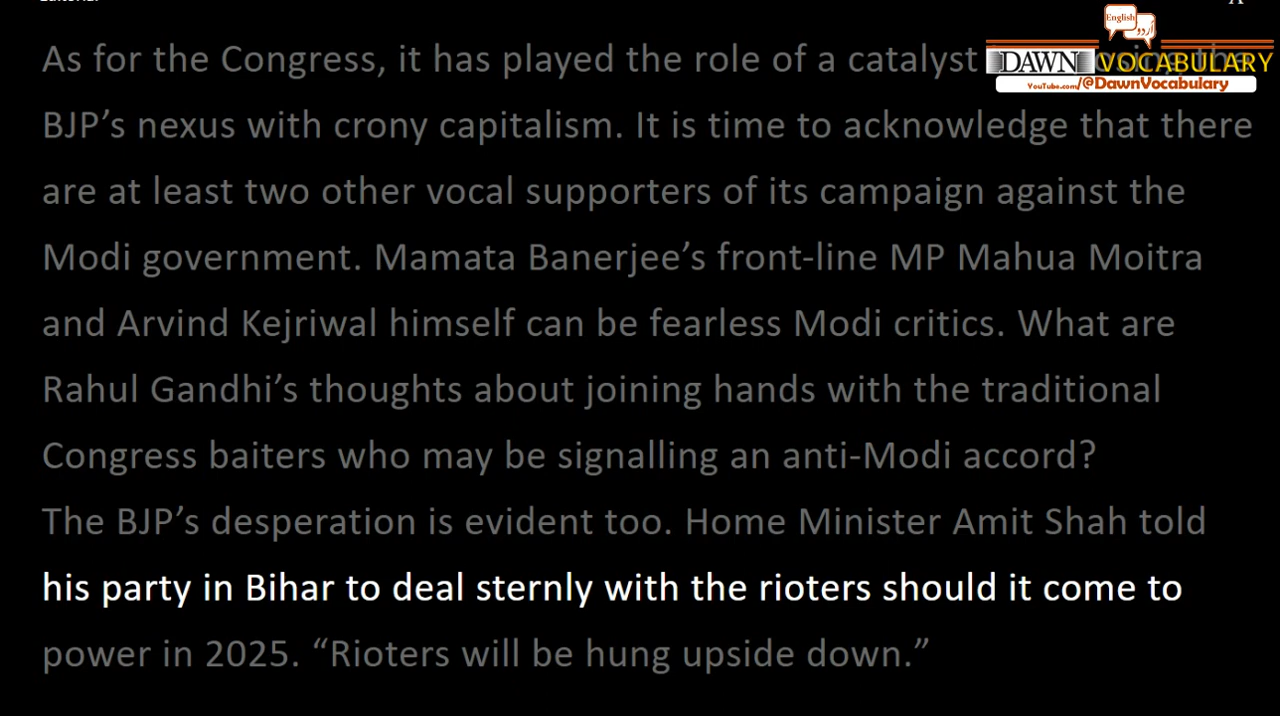 As for the Congress, it has played the role of a catalyst
BJP’s nexus with crony capitalism. It is time to acknowledge that there
are at least two other vocal supporters of its campaign against the
Modi government. Mamata Banerjee’s front-line MP Mahua Moitra
and Arvind Kejriwal himself can be fearless Modi critics. What are
Rahul Gandhi’s thoughts about joining hands with the traditional
Congress baiters who may be signalling an anti-Modi accord?
The BJP’s desperation is evident too. Home Minister Amit Shah told
his party in Bihar to deal sternly with the rioters should it come to
power in 2025. “Rioters will be hung upside down.”
English اُردو
DAWN VOCABULARY
YouTube.com/@DawnVocabulary